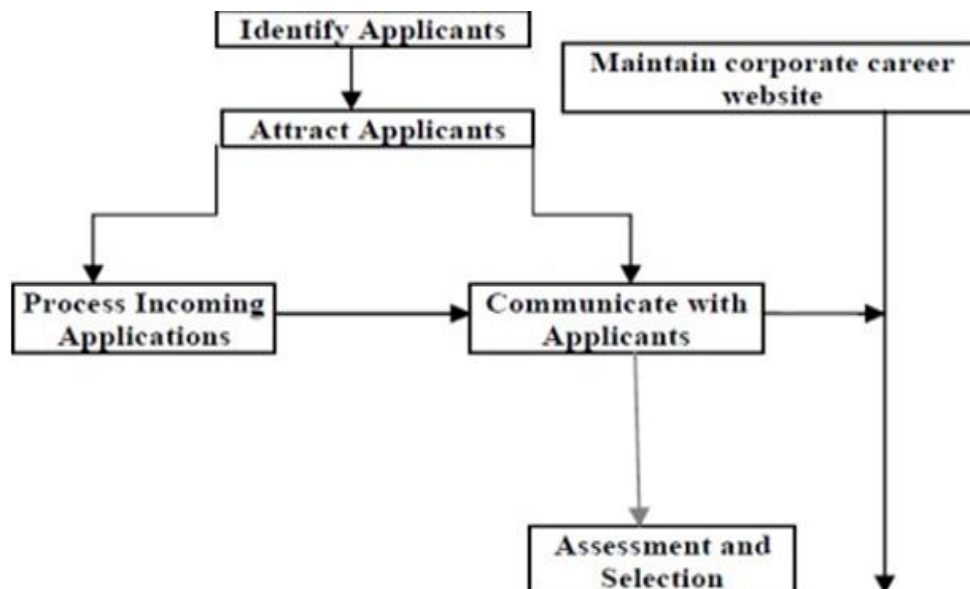 Identify Applicants
Maintain corporate career
website
Attract Applicants
Process Incoming
Applications
Communicate with
Applicants
Assessment and
Selection